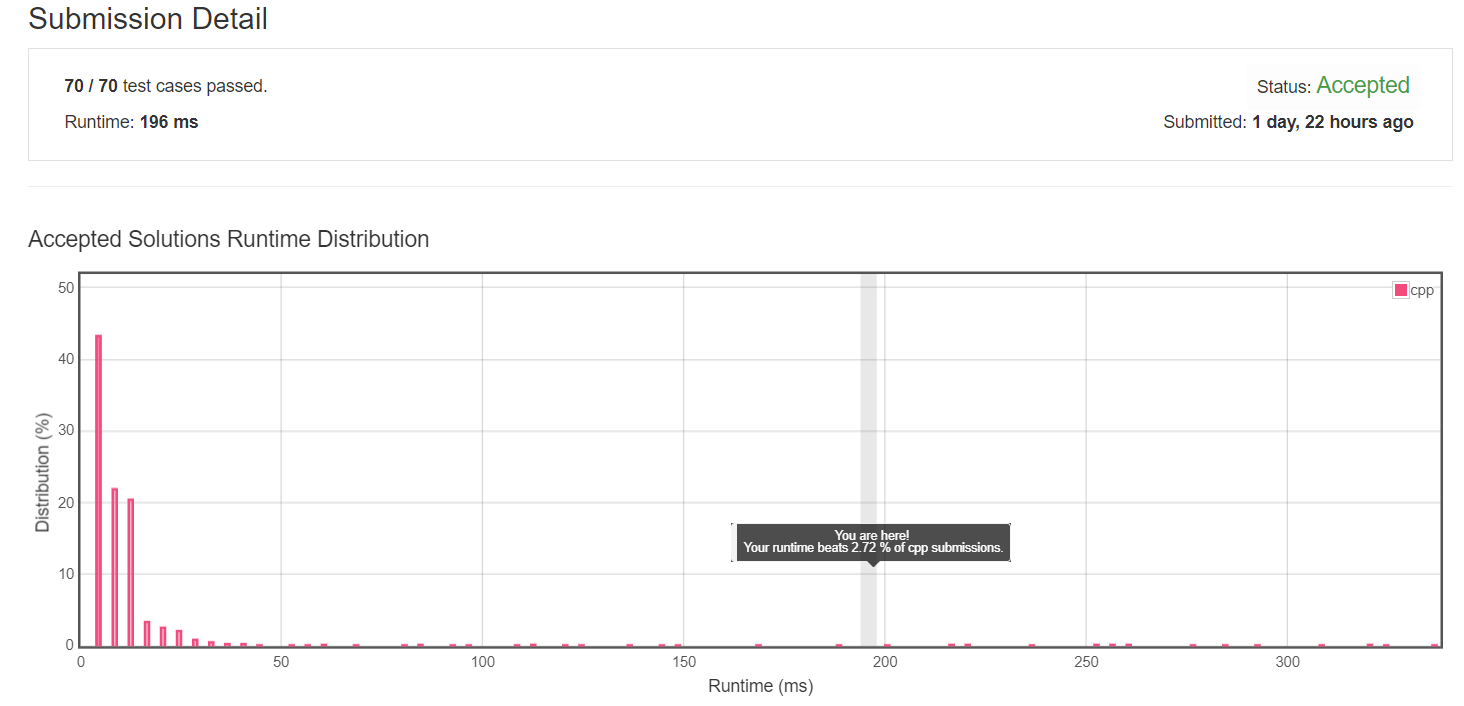 Submission Detail
70 / 70 test cases passed.
Status: Accepted
Runtime: 196 ms
Submitted: 1 day, 22 hours ago
Accepted Solutions Runtime Distribution
50
cpp
40
30
20
10
0
Distribution (%)
You are here!
Your runtime beats 2.72 % of cpp submissions.
0 50 100 150 200 250 300
Runtime (ms)